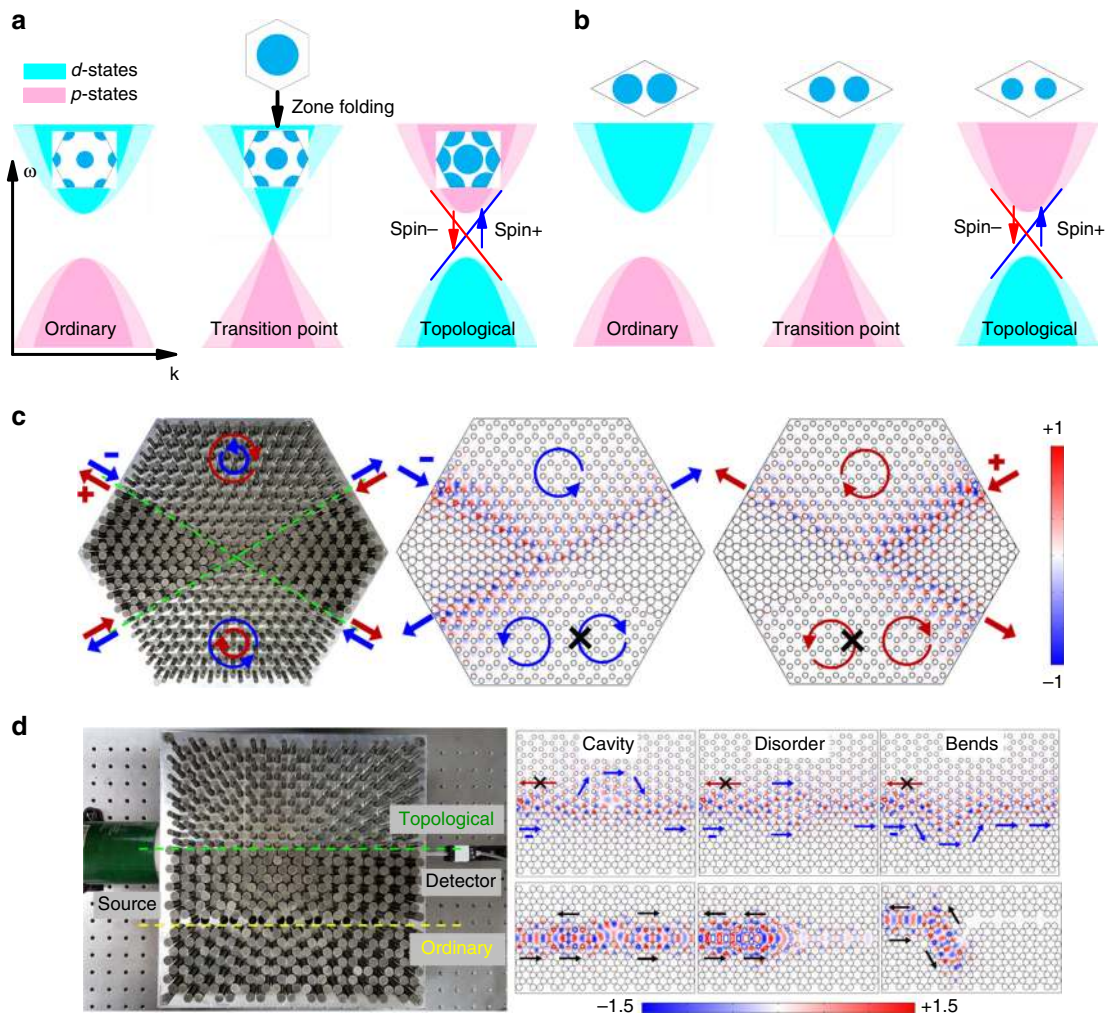 a
b
d-states
p-states
Zone folding
ω
Spin–
Spin+
Spin–
Spin+
Ordinary
Transition point
Topological
Ordinary
Transition point
Topological
k
c
+1
–
+
–
+
+
–
–1
d
Cavity
Disorder
Bends
Topological
Detector
Source
Ordinary
–
–
–
–1.5
+1.5